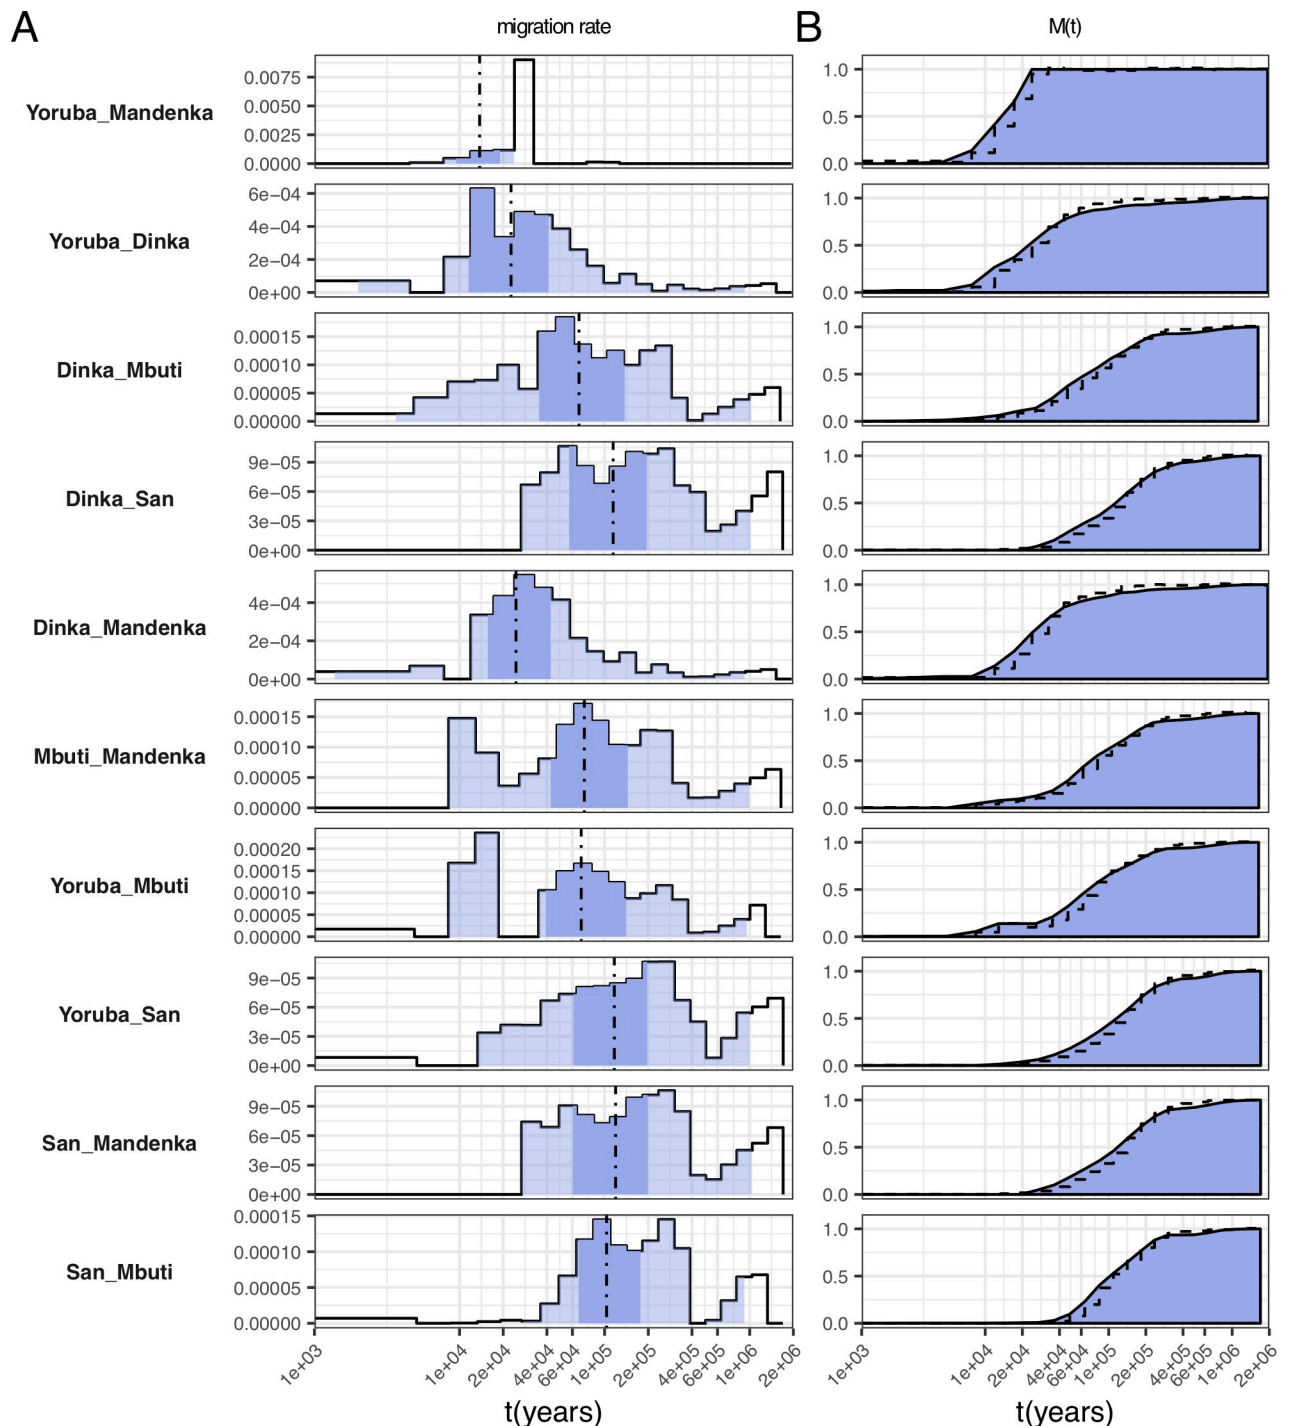 A
migration rate
B
M(t)
Yoruba_Mandenka
0.0075
0.0050
0.0025
0.0000
1.0
0.5
0.0
Yoruba_Dinka
6e−04
4e−04
2e−04
0e+00
1.0
0.5
0.0
Dinka_Mbuti
0.00015
0.00010
0.00005
0.00000
1.0
0.5
0.0
Dinka_San
9e−05
6e−05
3e−05
0e+00
1.0
0.5
0.0
Dinka_Mandenka
4e−04
2e−04
0e+00
1.0
0.5
0.0
Mbuti_Mandenka
0.00015
0.00010
0.00005
0.00000
1.0
0.5
0.0
Yoruba_Mbuti
0.00020
0.00015
0.00010
0.00005
0.00000
1.0
0.5
0.0
Yoruba_San
9e−05
6e−05
3e−05
0e+00
1.0
0.5
0.0
San_Mandenka
9e−05
6e−05
3e−05
0e+00
1.0
0.5
0.0
San_Mbuti
0.00015
0.00010
0.00005
0.00000
1.0
0.5
0.0
1e+03
1e+04
2e+04
4e+04
6e+04
1e+05
2e+05
4e+05
6e+05
1e+06
2e+06
t(years)
1e+03
1e+04
2e+04
4e+04
6e+04
1e+05
2e+05
4e+05
6e+05
1e+06
2e+06
t(years)